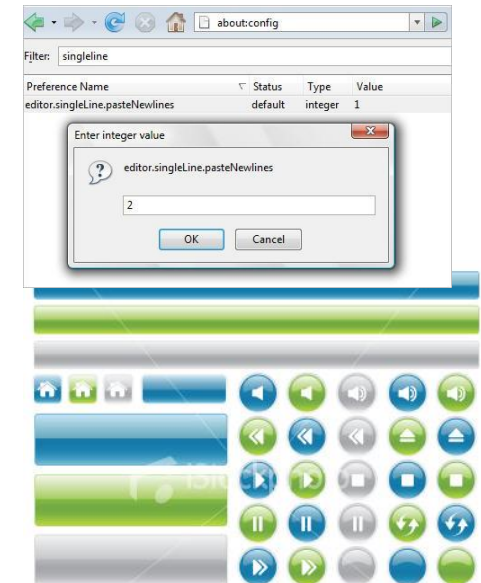 about:config
Filter: singleline
Preference Name Status Type Value
editor.singleLine.pasteNewlines default integer 1
Enter integer value
editor.singleLine.pasteNewlines
2
OK Cancel